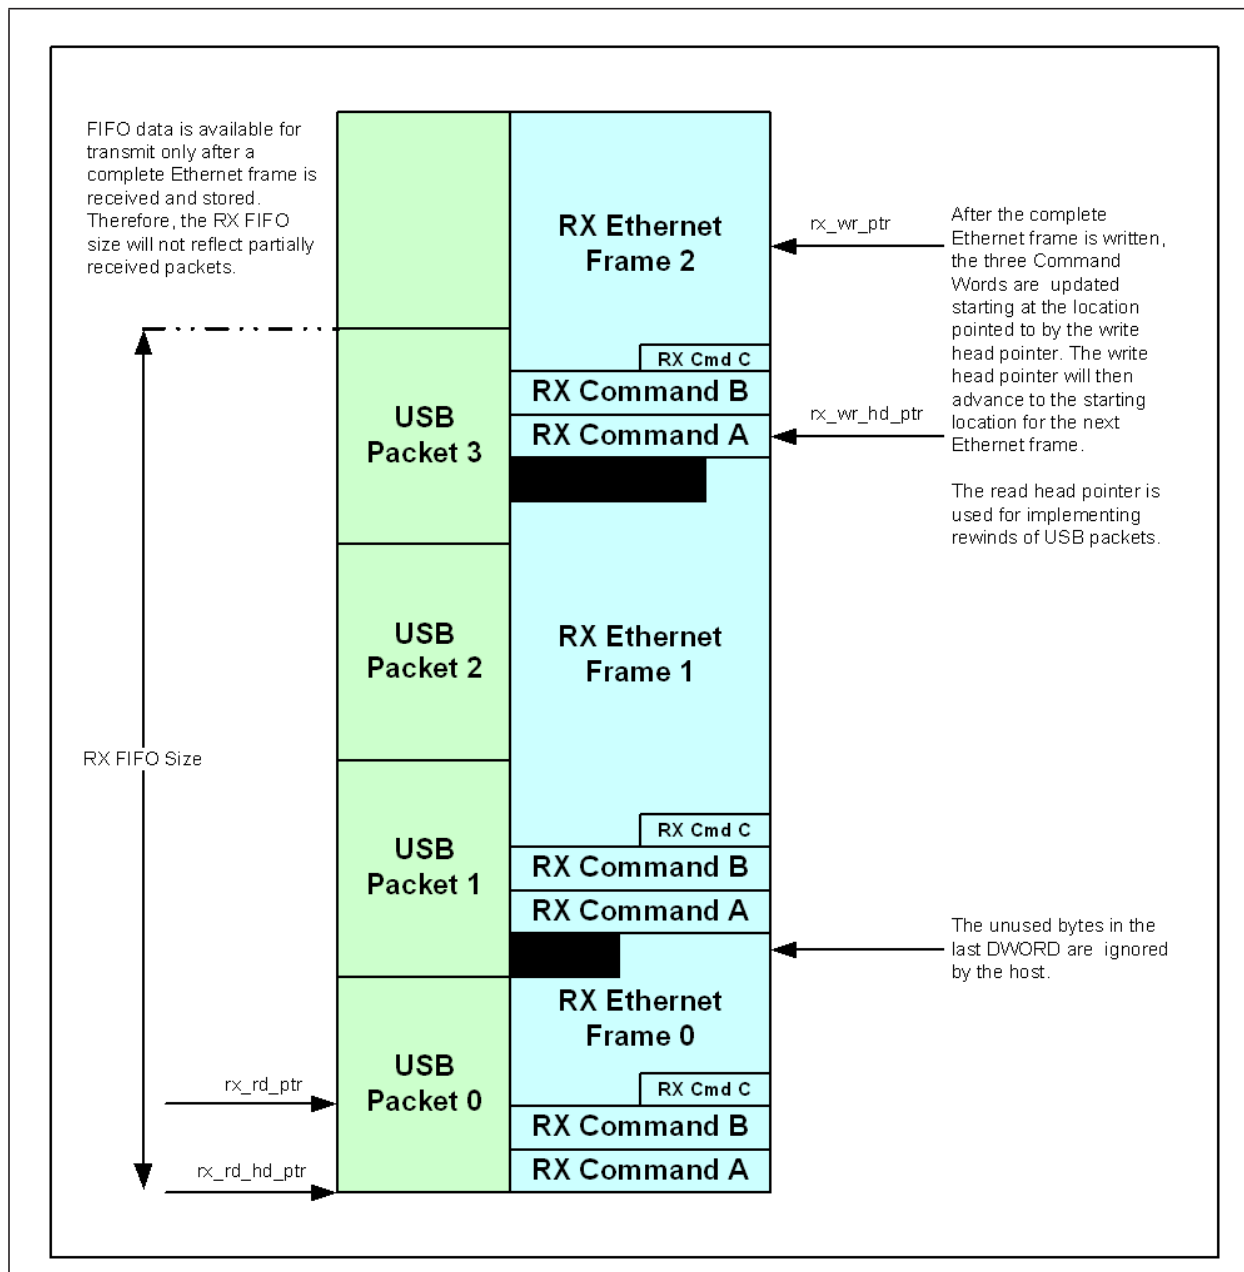 FIFO data is available for
transmit only after a
complete Ethernet frame is
received and stored.
Therefore, the RX FIFO
size will not reflect partially
received packets.
RX Ethernet
Frame 2
rx_wr_ptr
After the complete
Ethernet frame is written,
the three Command
Words are updated
starting at the location
pointed to by the write
head pointer. The write
head pointer will then
advance to the starting
location for the next
Ethernet frame.
The read head pointer is
used for implementing
rewinds of USB packets.
RX Cmd C
RX Command B
rx_wr_hd_ptr
RX Command A
USB
Packet 3
USB
Packet 2
RX Ethernet
Frame 1
RX FIFO Size
RX Cmd C
USB
Packet 1
RX Command B
RX Command A
The unused bytes in the
last DWORD are ignored
by the host.
RX Ethernet
Frame 0
USB
Packet 0
rx_rd_ptr
RX Cmd C
RX Command B
rx_rd_hd_ptr
RX Command A